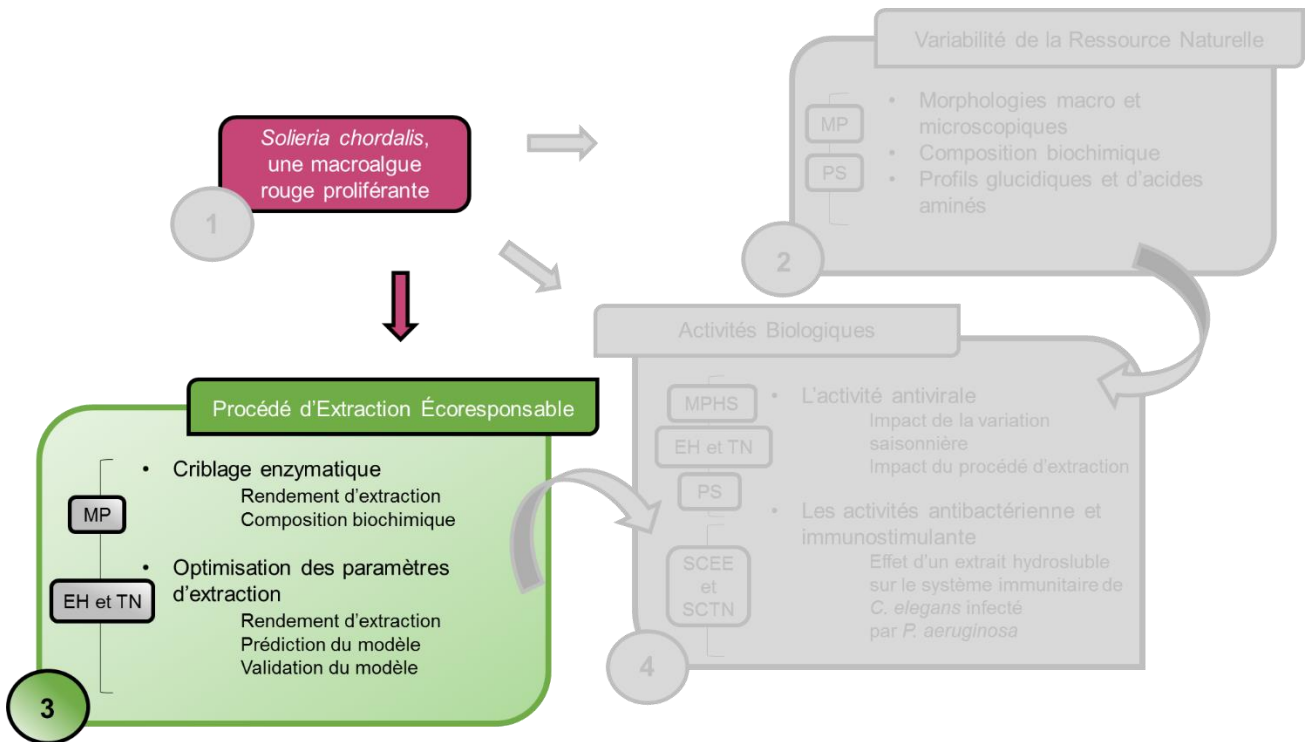 Variabilité de la Ressource Naturelle
MP
PS
• Morphologies macro et
microscopiques
• Composition biochimique
• Profils glucidiques et d'acides
aminés
2
Solieria chordalis,
une macroalgue
rouge proliférante
1
Activités Biologiques
MPHS
EH et TN
PS
• L'activité antivirale
Impact de la variation
saisonnière
Impact du procédé d'extraction
SCEE
et
SCTN
• Les activités antibactérienne et
immunostimulante
Effet d'un extrait hydrosluble
sur le système immunitaire de
C. elegans infecté
par P. aeruginosa
4
Procédé d'Extraction Écoresponsable
MP
• Criblage enzymatique
Rendement d'extraction
Composition biochimique
EH et TN
• Optimisation des paramètres
d'extraction
Rendement d'extraction
Prédiction du modèle
Validation du modèle
3